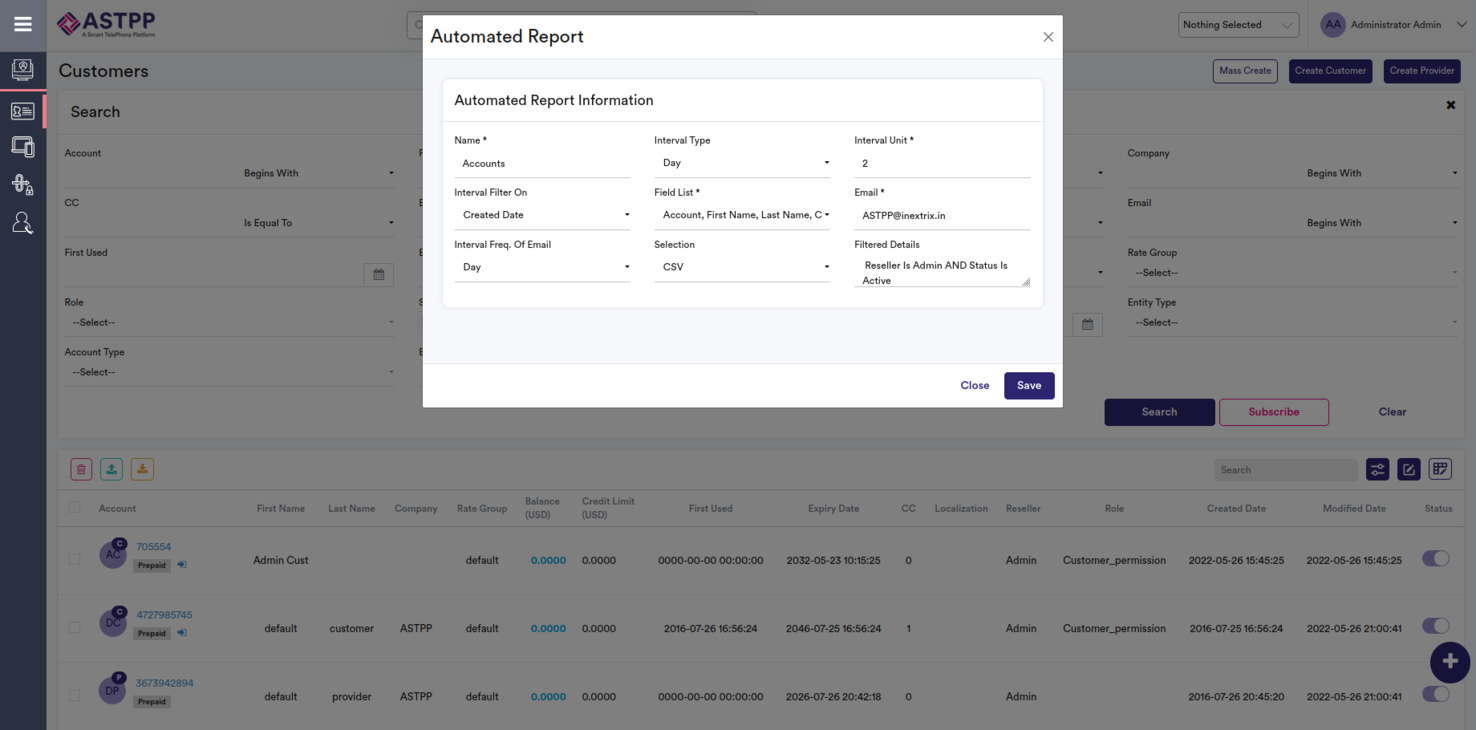 ASTPP
A Smart TelePhony Platform
Nothing Selected
AA
Administrator Admin
Automated Report
Customers
Mass Create
Create Customer
Create Provider
Search
Automated Report Information
Name *
Interval Type
Interval Unit *
Accounts
Day
2
Interval Filter On
Field List *
Email *
Created Date
Account, First Name, Last Name, C
ASTPP@inextrix.in
Interval Freq. Of Email
Selection
Filtered Details
Day
CSV
Reseller Is Admin AND Status Is
Active
Close
Save
Account
Begins With
Company
Begins With
CC
Is Equal To
Email
Begins With
First Used
Rate Group
--Select--
Role
--Select--
Entity Type
--Select--
Account Type
--Select--
Search
Subscribe
Clear
Search
Account
First Name
Last Name
Company
Rate Group
Balance
(USD)
Credit Limit
(USD)
First Used
Expiry Date
CC
Localization
Reseller
Role
Created Date
Modified Date
Status
AC
C
705554
Prepaid
Admin Cust
default
0.0000
0.0000
0000-00-00 00:00:00
2032-05-23 10:15:25
0
Admin
Customer_permission
2022-05-26 15:45:25
2022-05-26 15:45:25
DC
C
4727985745
Prepaid
default
customer
ASTPP
default
0.0000
0.0000
2016-07-26 16:56:24
2046-07-25 16:56:24
1
Admin
Customer_permission
2016-07-25 16:56:24
2022-05-26 21:00:41
DP
P
3673942894
Prepaid
default
provider
ASTPP
default
0.0000
0.0000
0000-00-00 00:00:00
2026-07-26 20:42:18
0
Admin
2016-07-26 20:45:20
2022-05-26 21:00:41